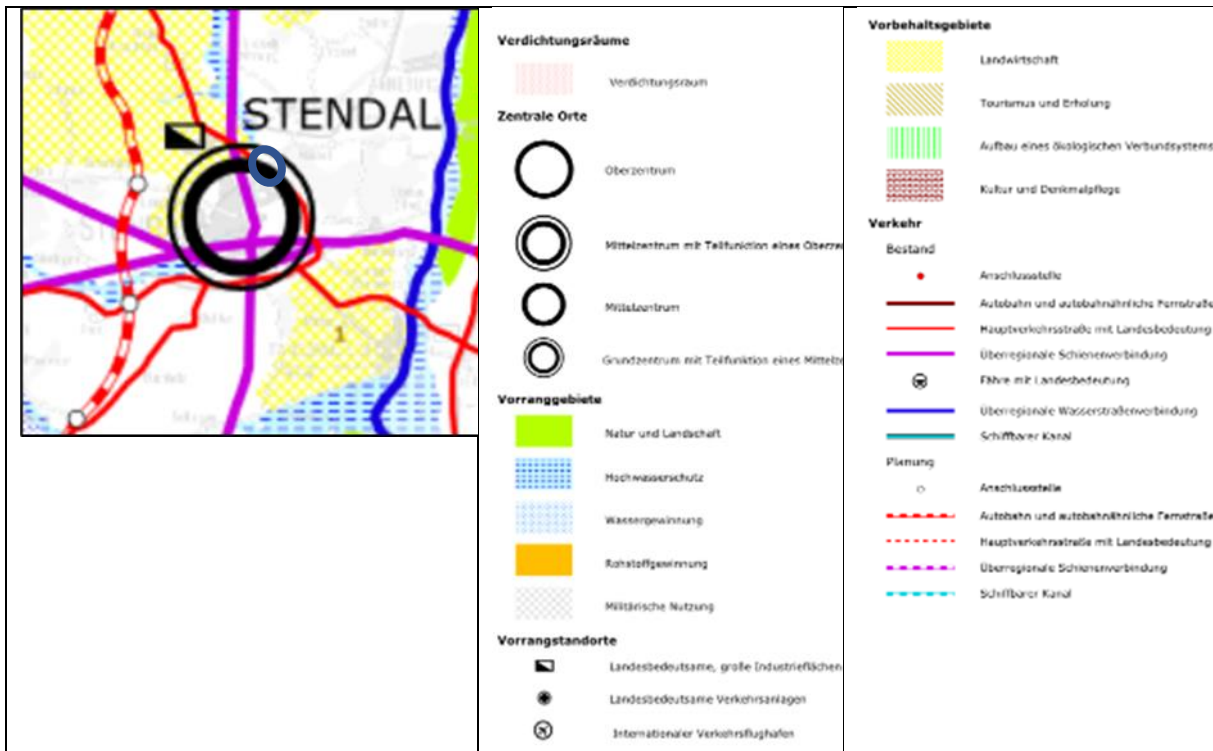 STENDAL
1
Verdichtungsräume
Verdichtungsraum
Zentrale Orte
Oberzentrum
Mittelzentrum mit Teilfunktion eines Oberze
Mittelzentrum
Grundzentrum mit Teilfunktion eines Mittelze
Vorranggebiete
Natur und Landschaft
Hochwasserschutz
Wassergewinnung
Rohstoffgewinnung
Militärische Nutzung
Vorrangstandorte
Landesbedeutsame, große Industrieflächen
Landesbedeutsame Verkehrsanlagen
Internationaler Verkehrsflughafen
Vorbehaltsgebiete
Landwirtschaft
Tourismus und Erholung
Aufbau eines ökologischen Verbundsystems
Kultur und Denkmalpflege
Verkehr
Bestand
Anschlussstelle
Autobahn und autobahnähnliche Fernstraße
Hauptverkehrsstraße mit Landesbedeutung
Überregionale Schienenverbindung
Fähre mit Landesbedeutung
Überregionale Wasserstraßenverbindung
Schiffbarer Kanal
Planung
Anschlussstelle
Autobahn und autobahnähnliche Fernstraße
Hauptverkehrsstraße mit Landesbedeutung
Überregionale Schienenverbindung
Schiffbarer Kanal